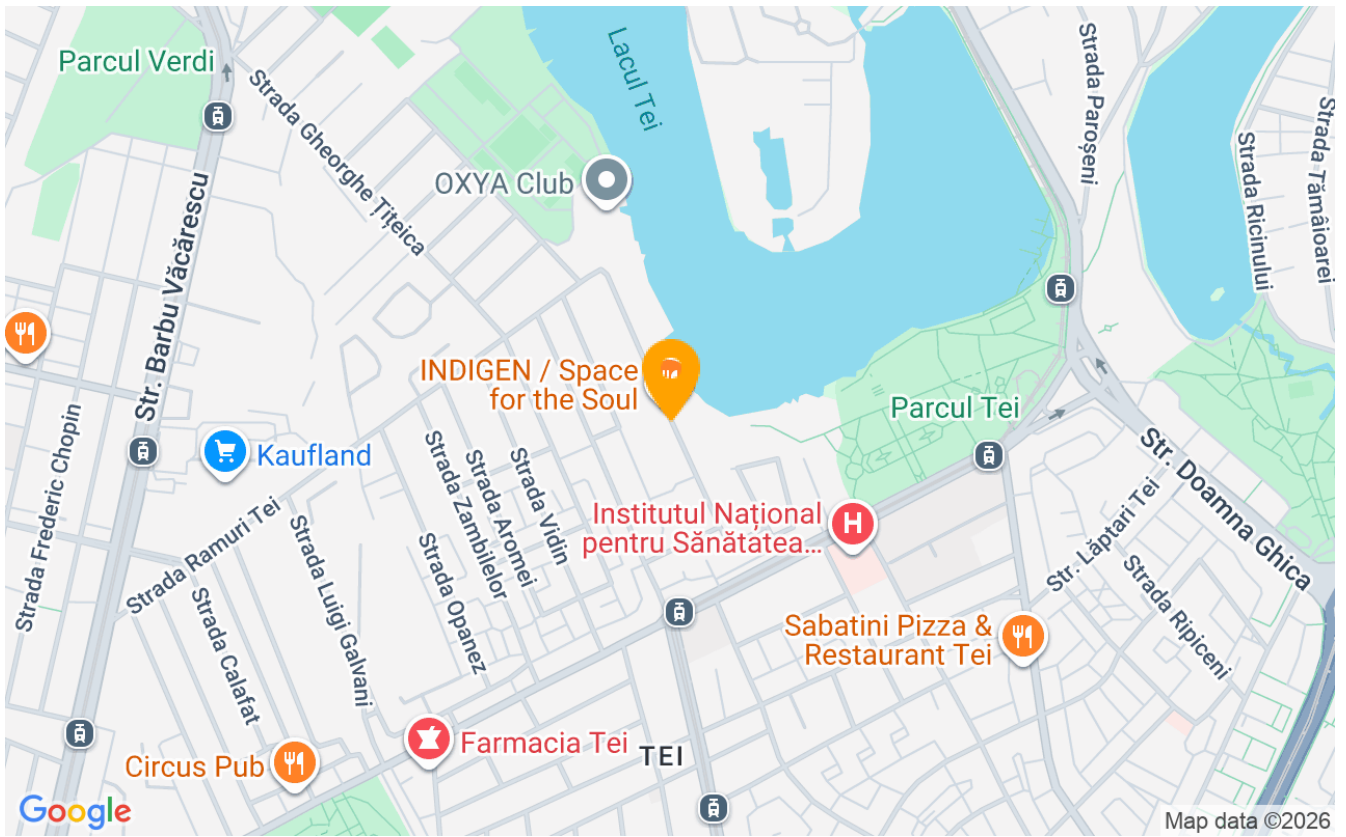 Parcul Verdi
Strada Gheorghe Țițeica
Lacul Tei
Strada Paroșeni
Strada Ricinului
Strada Tămâioarei
OXYA Club
Str. Barbu Văcărescu
INDIGEN / Space
for the Soul
Parcul Tei
Strada Frederic Chopin
Kaufland
Strada Zambilelor
Strada Aromei
Strada Vidin
Str. Doamna Ghica
Institutul Național
pentru Sănătatea...
H
Strada Ramuri Tei
Strada Luigi Galvani
Strada Opanez
Str. Lăptari Tei
Strada Ripiceni
Strada Calafat
Sabatini Pizza &
Restaurant Tei
Farmacia Tei
TEI
Circus Pub
Google
Map data ©2026